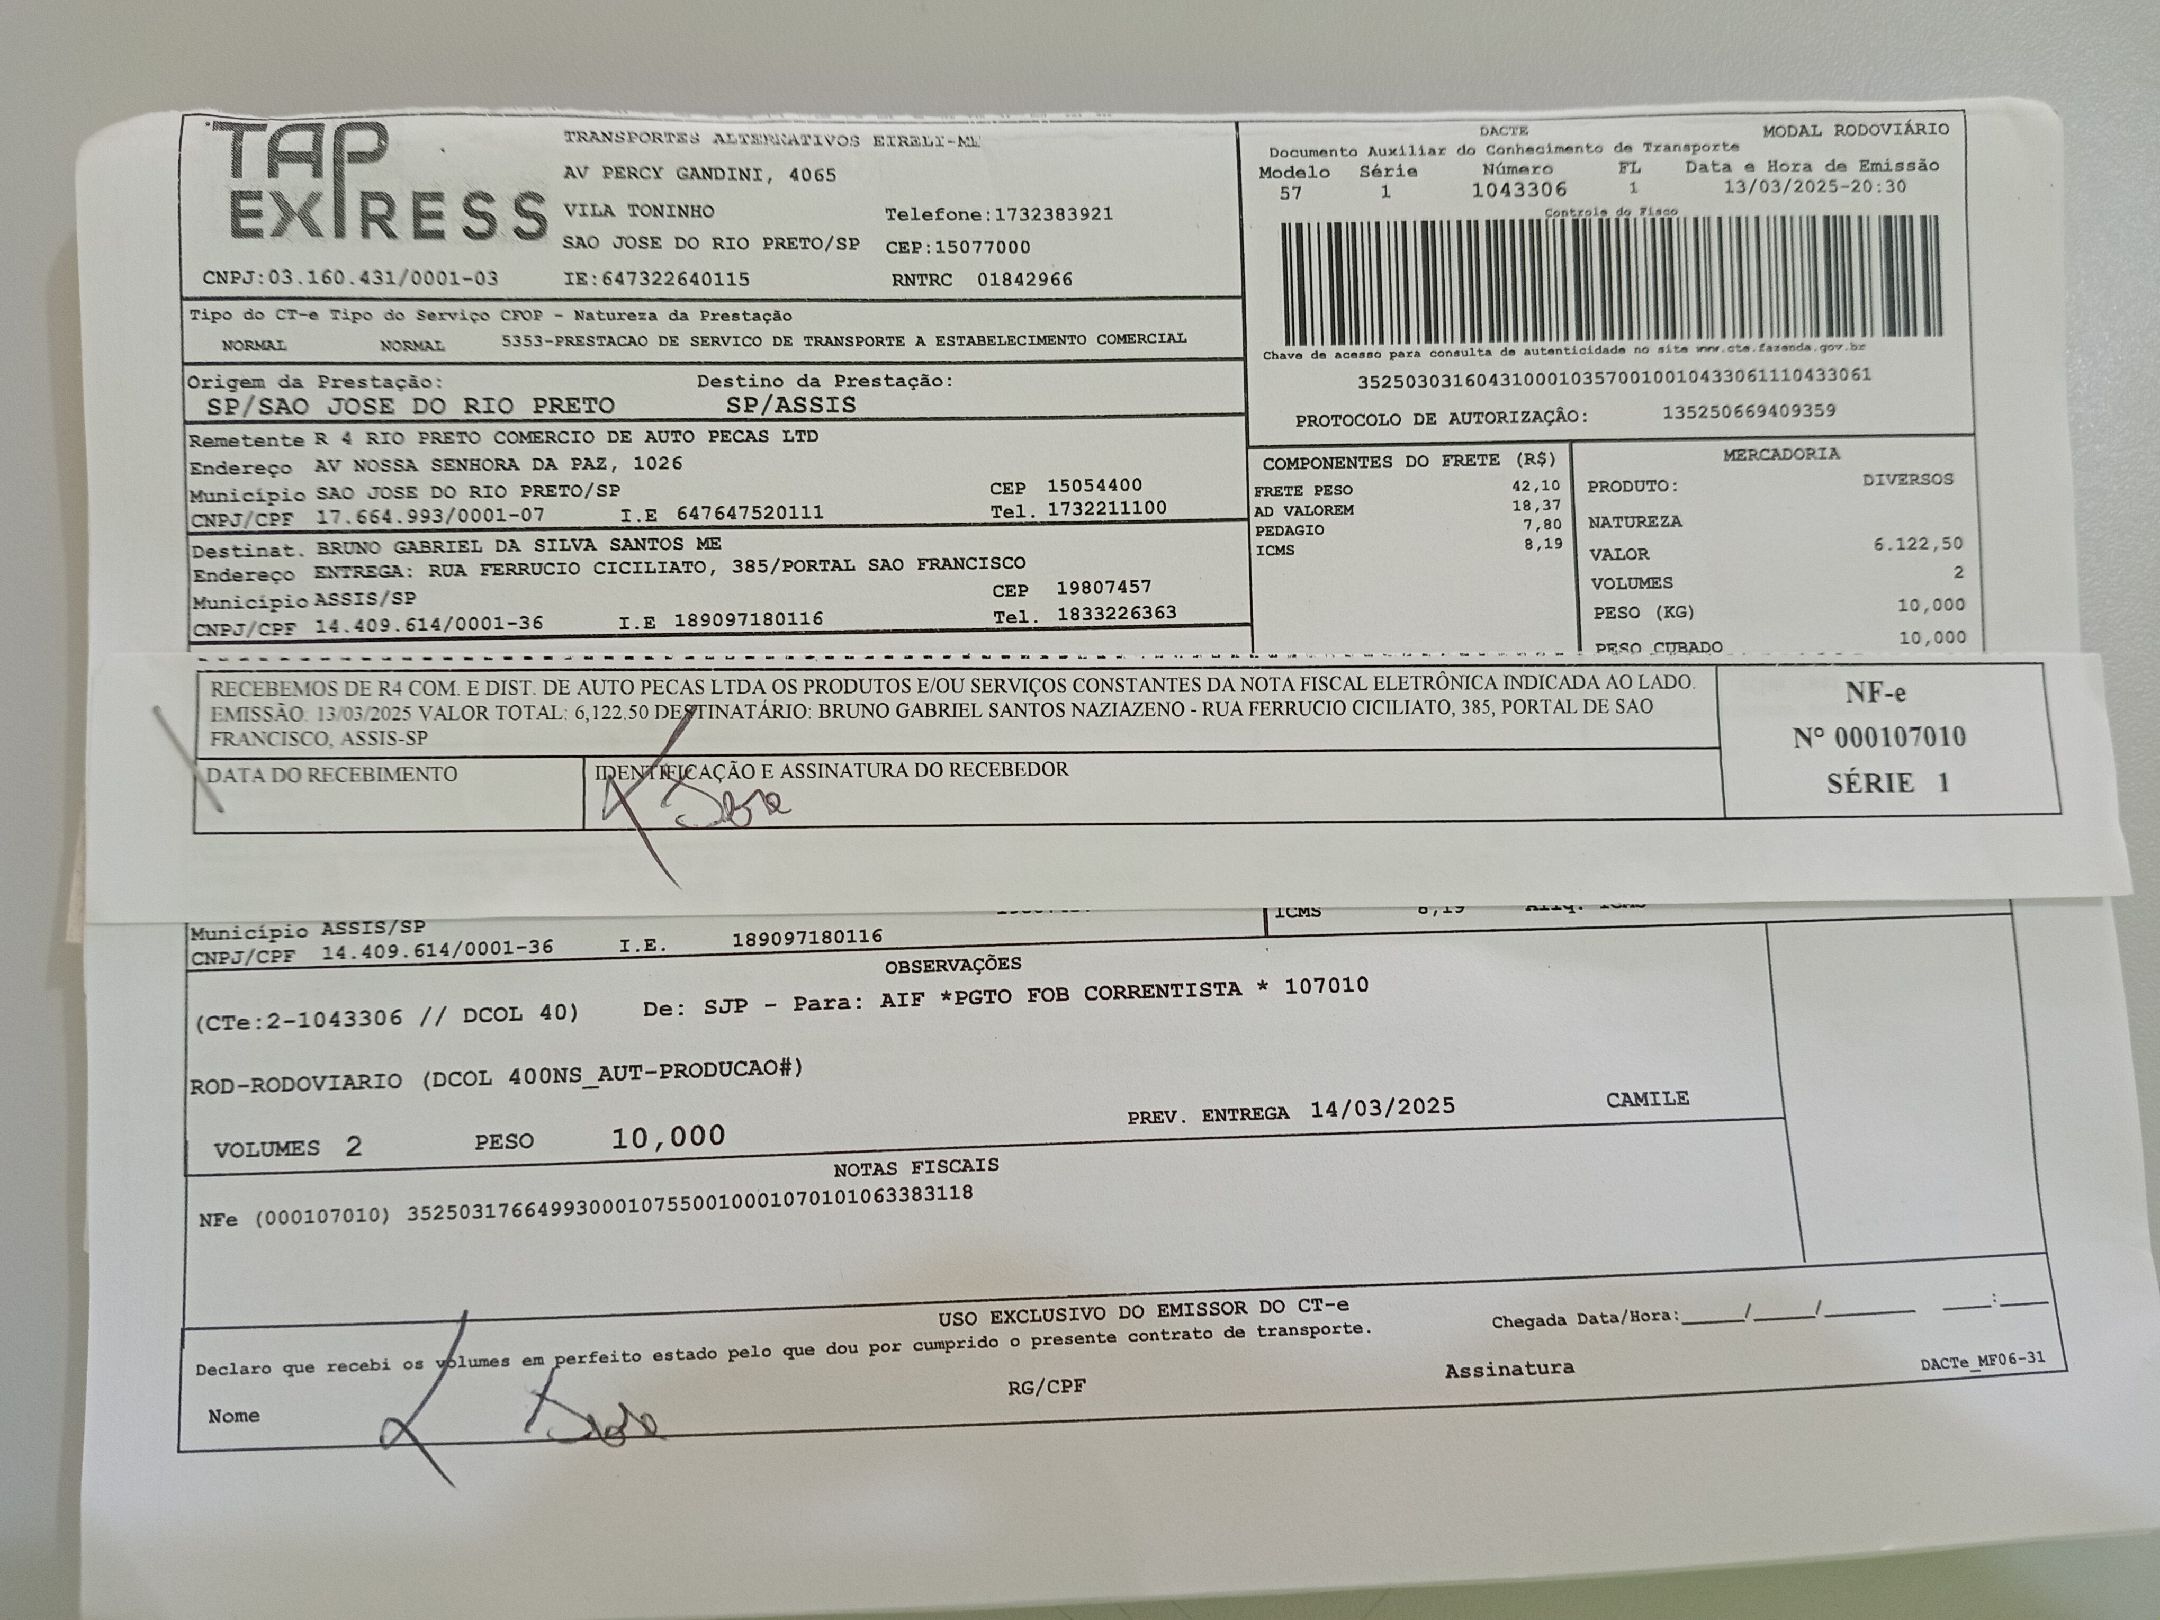 TAP EXPRESS
TRANSPORTES ALTERNATIVOS EIRELI-ME
AV PERCY GANDINI, 4065
VILA TONINHO Telefone:1732383921
SAO JOSE DO RIO PRETO/SP CEP:15077000
CNPJ:03.160.431/0001-03 IE:647322640115 RNTRC 01842966
DACTE MODAL RODOVIÁRIO
Documento Auxiliar do Conhecimento de Transporte
Modelo Série Número FL Data e Hora de Emissão
57 1 1043306 1 13/03/2025-20:30
Controle do Fisco
Chave de acesso para consulta de autenticidade no site www.cte.fazenda.gov.br
35250303160431000103570010010433061110433061
PROTOCOLO DE AUTORIZAÇÂO: 135250669409359
Tipo do CT-e Tipo do Serviço CFOP - Natureza da Prestação
NORMAL NORMAL 5353-PRESTACAO DE SERVICO DE TRANSPORTE A ESTABELECIMENTO COMERCIAL
Origem da Prestação: Destino da Prestação:
SP/SAO JOSE DO RIO PRETO SP/ASSIS
Remetente R 4 RIO PRETO COMERCIO DE AUTO PECAS LTD
Endereço AV NOSSA SENHORA DA PAZ, 1026
Município SAO JOSE DO RIO PRETO/SP CEP 15054400
CNPJ/CPF 17.664.993/0001-07 I.E 647647520111 Tel. 1732211100
Destinat. BRUNO GABRIEL DA SILVA SANTOS ME
Endereço ENTREGA: RUA FERRUCIO CICILIATO, 385/PORTAL SAO FRANCISCO
Município ASSIS/SP CEP 19807457
CNPJ/CPF 14.409.614/0001-36 I.E 189097180116 Tel. 1833226363
COMPONENTES DO FRETE (R$)
FRETE PESO 42,10
AD VALOREM 18,37
PEDAGIO 7,80
ICMS 8,19
MERCADORIA
PRODUTO: DIVERSOS
NATUREZA
VALOR 6.122,50
VOLUMES 2
PESO (KG) 10,000
PESO CUBADO 10,000
RECEBEMOS DE R4 COM. E DIST. DE AUTO PECAS LTDA OS PRODUTOS E/OU SERVIÇOS CONSTANTES DA NOTA FISCAL ELETRÔNICA INDICADA AO LADO.
EMISSÃO: 13/03/2025 VALOR TOTAL: 6,122.50 DESTINATÁRIO: BRUNO GABRIEL SANTOS NAZIAZENO - RUA FERRUCIO CICILIATO, 385, PORTAL DE SAO
FRANCISCO, ASSIS-SP
DATA DO RECEBIMENTO IDENTIFICAÇÃO E ASSINATURA DO RECEBEDOR
NF-e
N° 000107010
SÉRIE 1
ICMS 8,19
Município ASSIS/SP
CNPJ/CPF 14.409.614/0001-36 I.E. 189097180116
OBSERVAÇÕES
(CTe:2-1043306 // DCOL 40) De: SJP - Para: AIF *PGTO FOB CORRENTISTA * 107010
ROD-RODOVIARIO (DCOL 400NS_AUT-PRODUCAO#)
VOLUMES 2 PESO 10,000 PREV. ENTREGA 14/03/2025 CAMILE
NOTAS FISCAIS
NFe (000107010) 35250317664993000107550010001070101063383118
USO EXCLUSIVO DO EMISSOR DO CT-e
Declaro que recebi os volumes em perfeito estado pelo que dou por cumprido o presente contrato de transporte.
Chegada Data/Hora:____/____/______ ___:___
Nome RG/CPF Assinatura DACTe_MF06-31